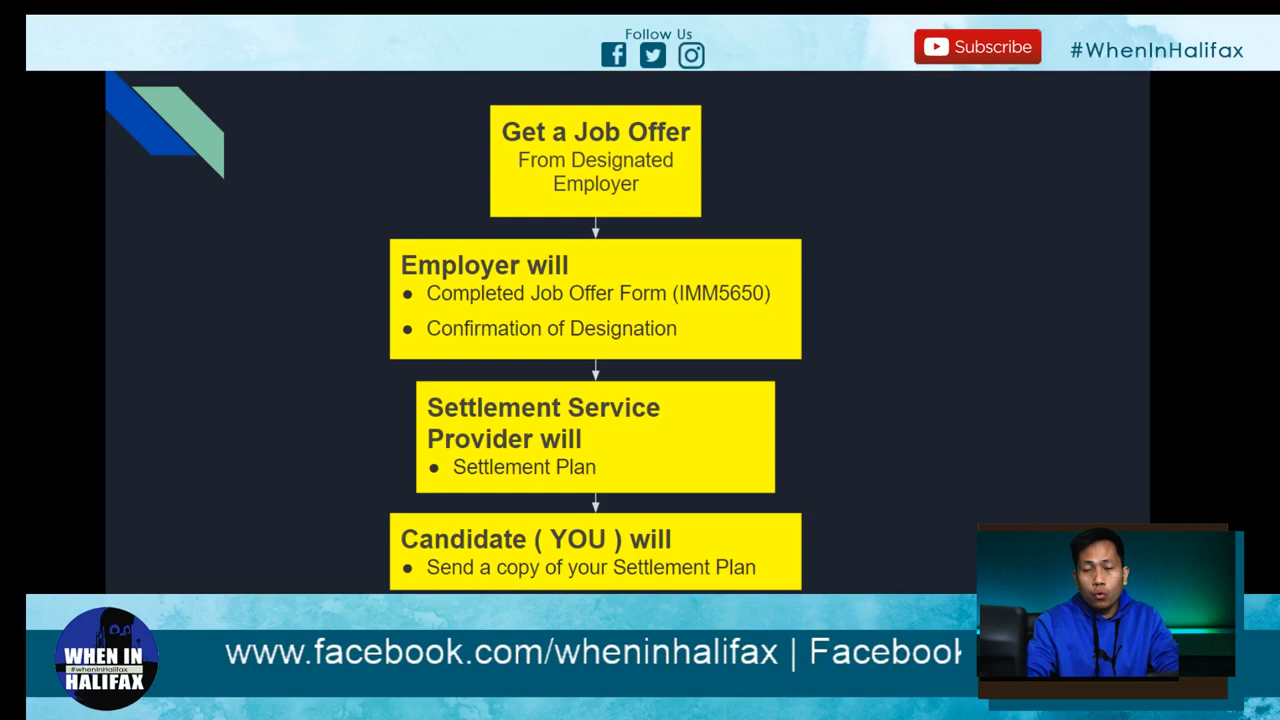 Follow Us
Subscribe
#WhenInHalifax
Get a Job Offer
From Designated
Employer
Employer will
● Completed Job Offer Form (IMM5650)
● Confirmation of Designation
Settlement Service
Provider will
● Settlement Plan
Candidate ( YOU ) will
● Send a copy of your Settlement Plan
WHEN IN
#whenInHalifax
HALIFAX
www.facebook.com/wheninhalifax | Facebook